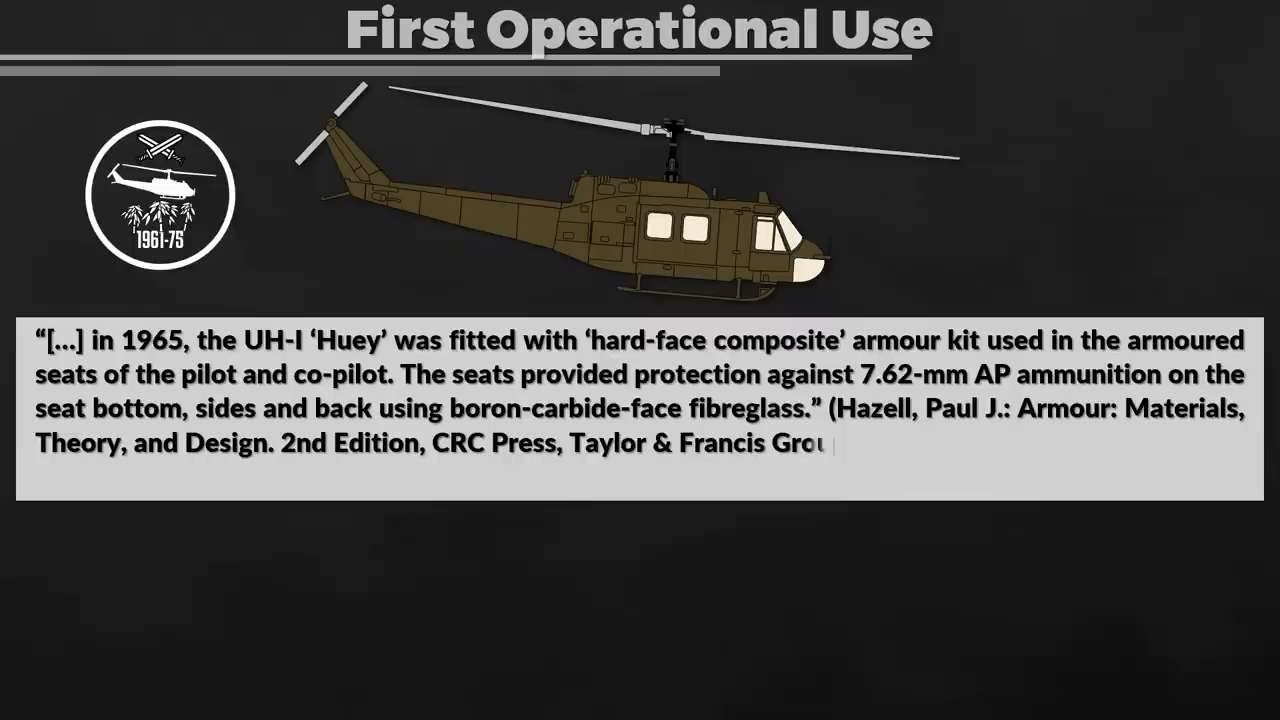 First Operational Use
1961-75
“[...] in 1965, the UH-I ‘Huey’ was fitted with ‘hard-face composite’ armour kit used in the armoured
seats of the pilot and co-pilot. The seats provided protection against 7.62-mm AP ammunition on the
seat bottom, sides and back using boron-carbide-face fibreglass.” (Hazell, Paul J.: Armour: Materials,
Theory, and Design. 2nd Edition, CRC Press, Taylor & Francis Grou